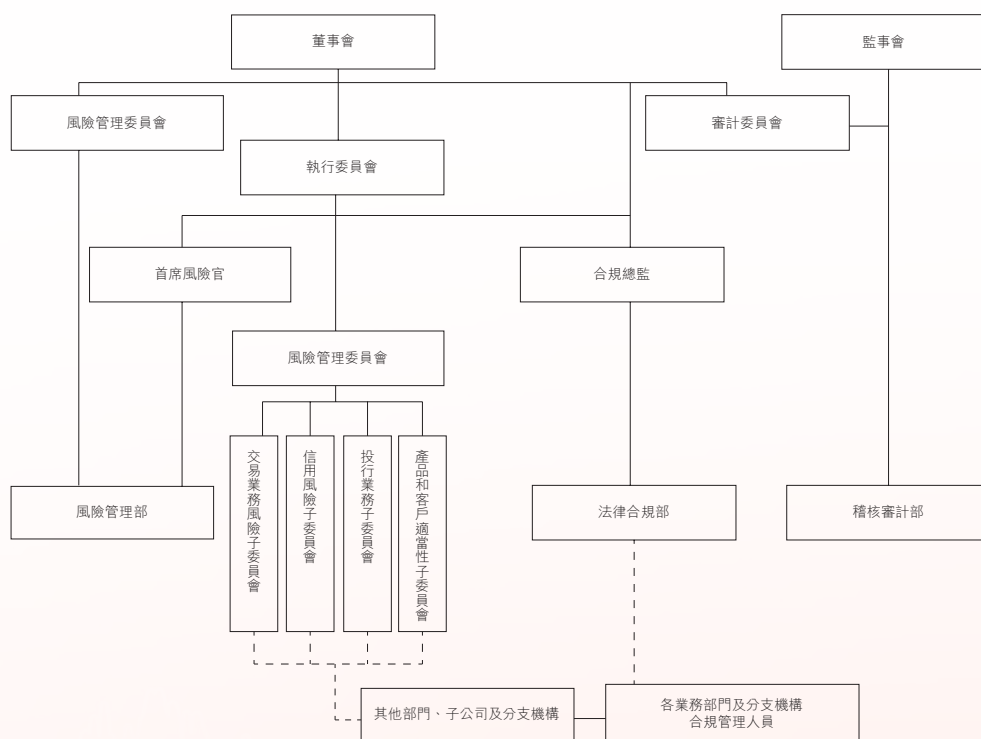 董事會
監事會
風險管理委員會
審計委員會
執行委員會
首席風險官
合規總監
風險管理委員會
交易業務風險子委員會
信用風險子委員會
投行業務子委員會
產品和客戶適當性子委員會
風險管理部
法律合規部
稽核審計部
其他部門、子公司及分支機構
各業務部門及分支機構
合規管理人員